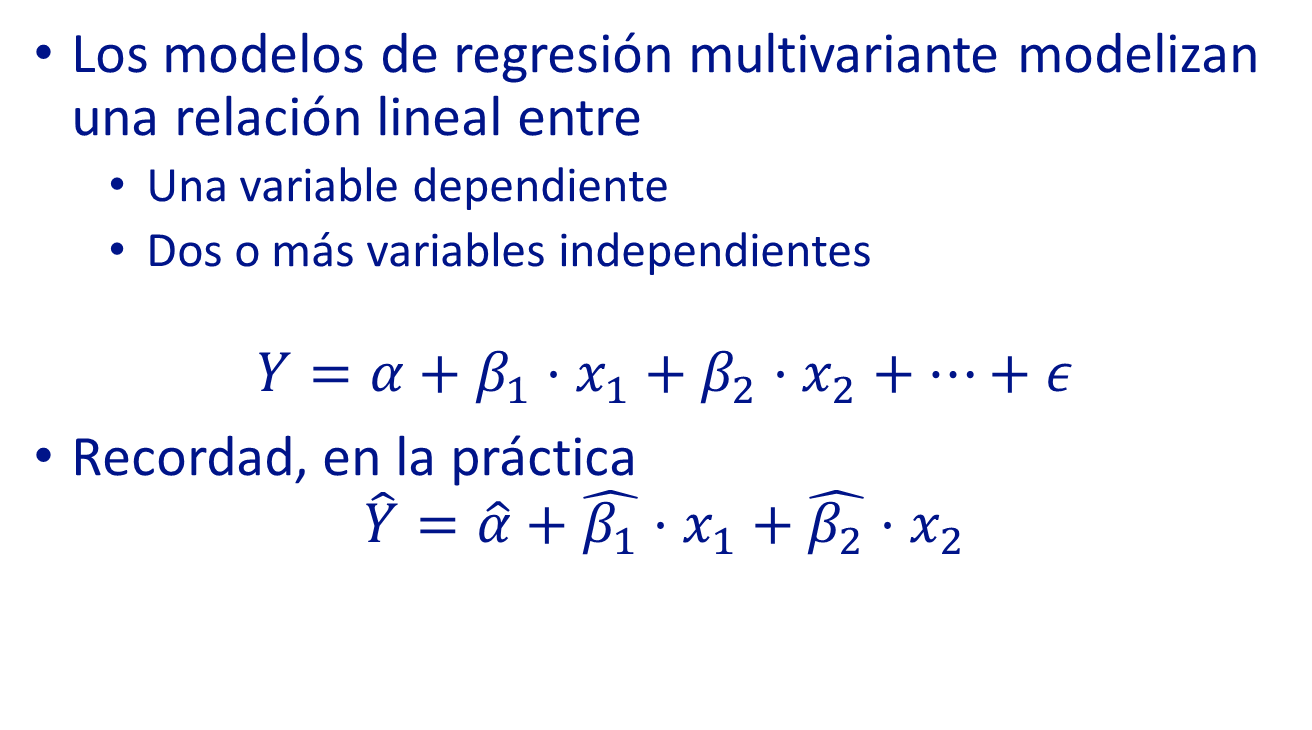 • Los modelos de regresión multivariante modelizan
una relación lineal entre
• Una variable dependiente
• Dos o más variables independientes
𝑌 = 𝛼 + 𝛽₁ · 𝑥₁ + 𝛽₂ · 𝑥₂ + ⋯ + 𝜖
• Recordad, en la práctica
Ŷ = α̂ + β̂₁ · 𝑥₁ + β̂₂ · 𝑥₂